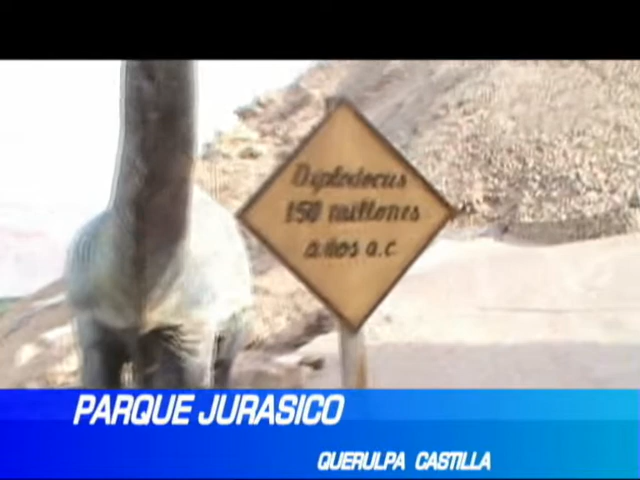 Diplodocus
150 millones
años a.c
PARQUE JURASICO
QUERULPA CASTILLA